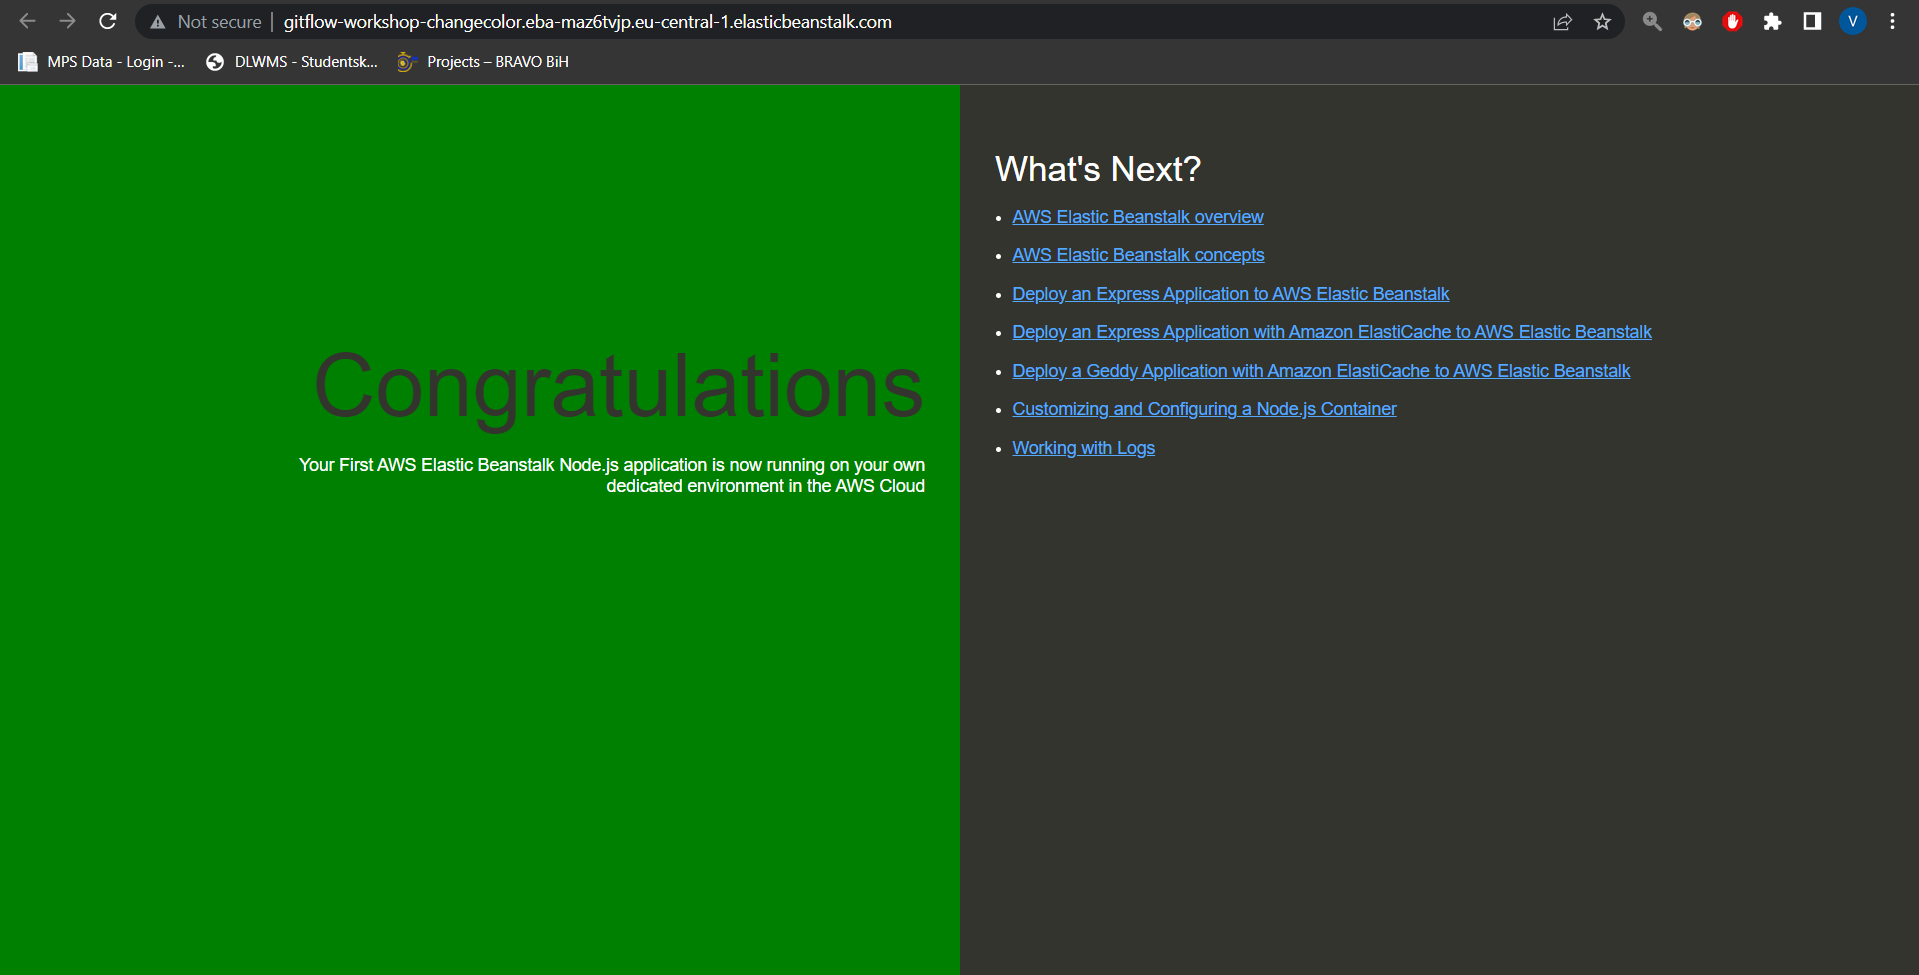 Not secure | gitflow-workshop-changecolor.eba-maz6tvjp.eu-central-1.elasticbeanstalk.com
V
MPS Data - Login -... DLWMS - Studentsk... Projects – BRAVO BiH
Congratulations
Your First AWS Elastic Beanstalk Node.js application is now running on your own
dedicated environment in the AWS Cloud
What's Next?
AWS Elastic Beanstalk overview
AWS Elastic Beanstalk concepts
Deploy an Express Application to AWS Elastic Beanstalk
Deploy an Express Application with Amazon ElastiCache to AWS Elastic Beanstalk
Deploy a Geddy Application with Amazon ElastiCache to AWS Elastic Beanstalk
Customizing and Configuring a Node.js Container
Working with Logs